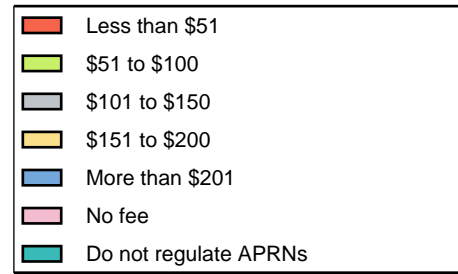 Less than $51
$51 to $100
$101 to $150
$151 to $200
More than $201
No fee
Do not regulate APRNs